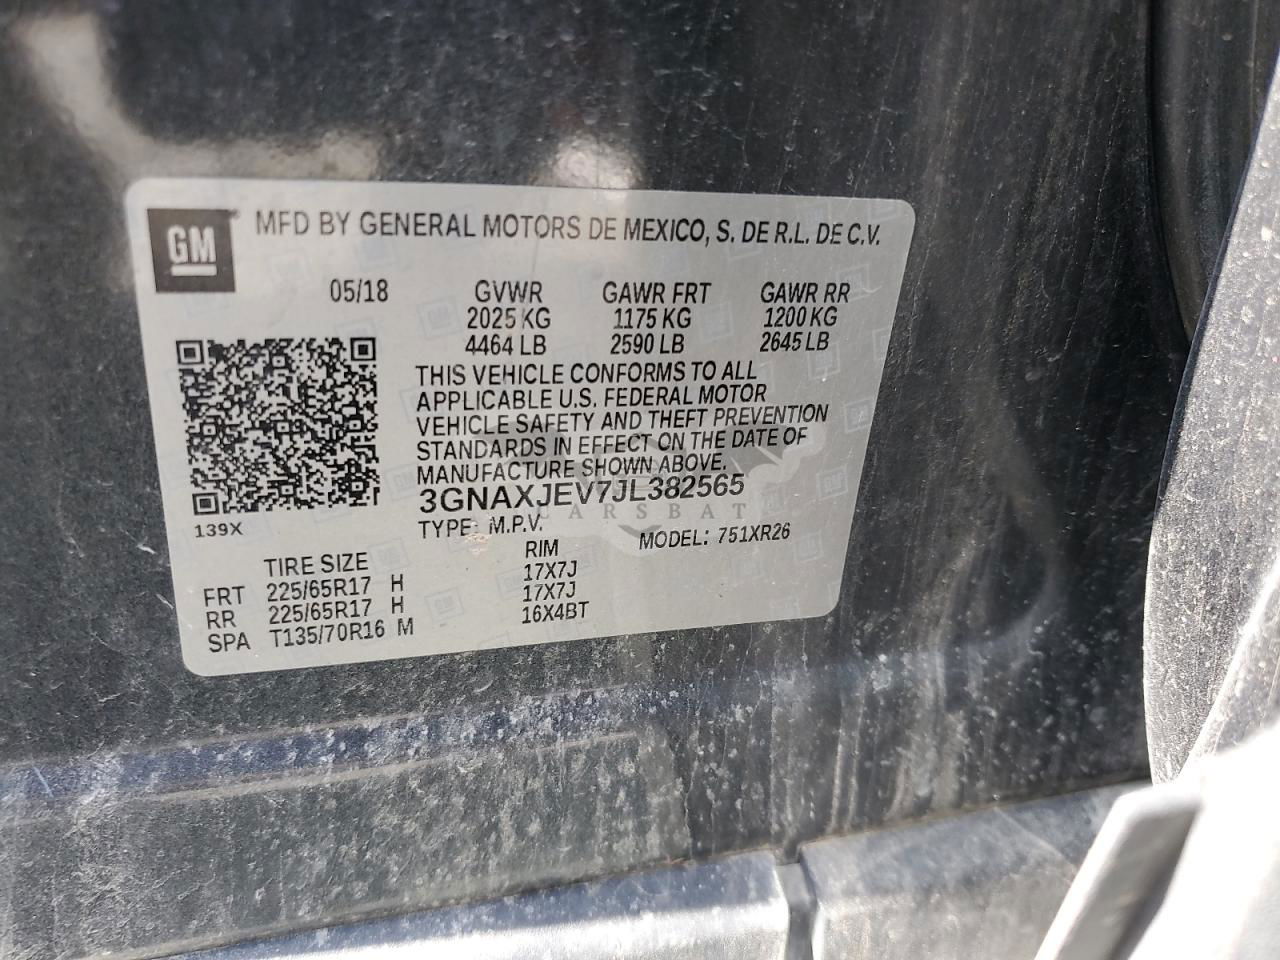 GM
MFD BY GENERAL MOTORS DE MEXICO, S. DE R.L. DE C.V.
05/18 GVWR GAWR FRT GAWR RR
2025 KG 1175 KG 1200 KG
4464 LB 2590 LB 2645 LB
THIS VEHICLE CONFORMS TO ALL
APPLICABLE U.S. FEDERAL MOTOR
VEHICLE SAFETY AND THEFT PREVENTION
STANDARDS IN EFFECT ON THE DATE OF
MANUFACTURE SHOWN ABOVE.
3GNAXJEV7JL382565
CARSBAT
139X
TYPE: M.P.V. MODEL: 751XR26
TIRE SIZE RIM
FRT 225/65R17 H 17X7J
RR 225/65R17 H 17X7J
SPA T135/70R16 M 16X4BT